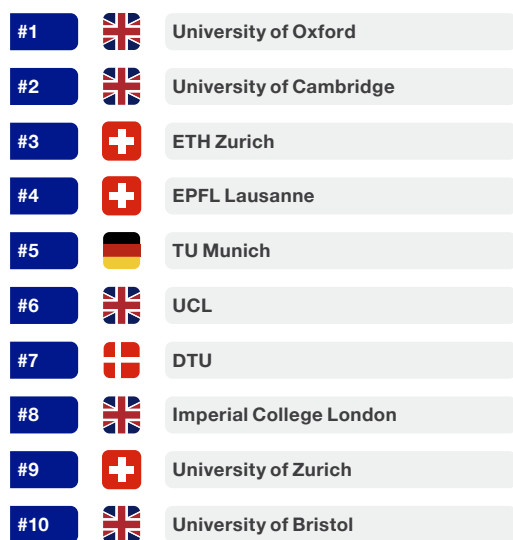 #1 University of Oxford
#2 University of Cambridge
#3 ETH Zurich
#4 EPFL Lausanne
#5 TU Munich
#6 UCL
#7 DTU
#8 Imperial College London
#9 University of Zurich
#10 University of Bristol